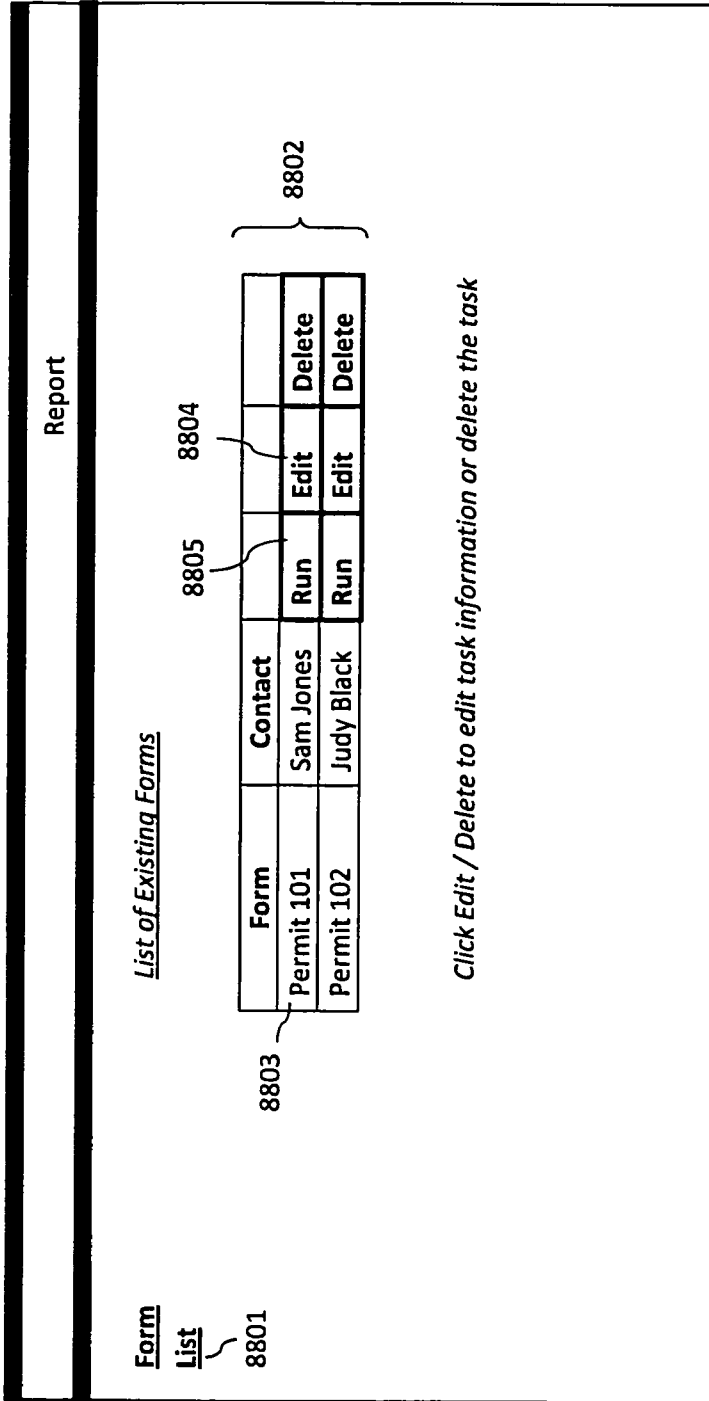 Report
Form
List
8801
List of Existing Forms
8805 8804
Form Contact
8803 Permit 101 Sam Jones Run Edit Delete 8802
Permit 102 Judy Black Run Edit Delete
Click Edit / Delete to edit task information or delete the task